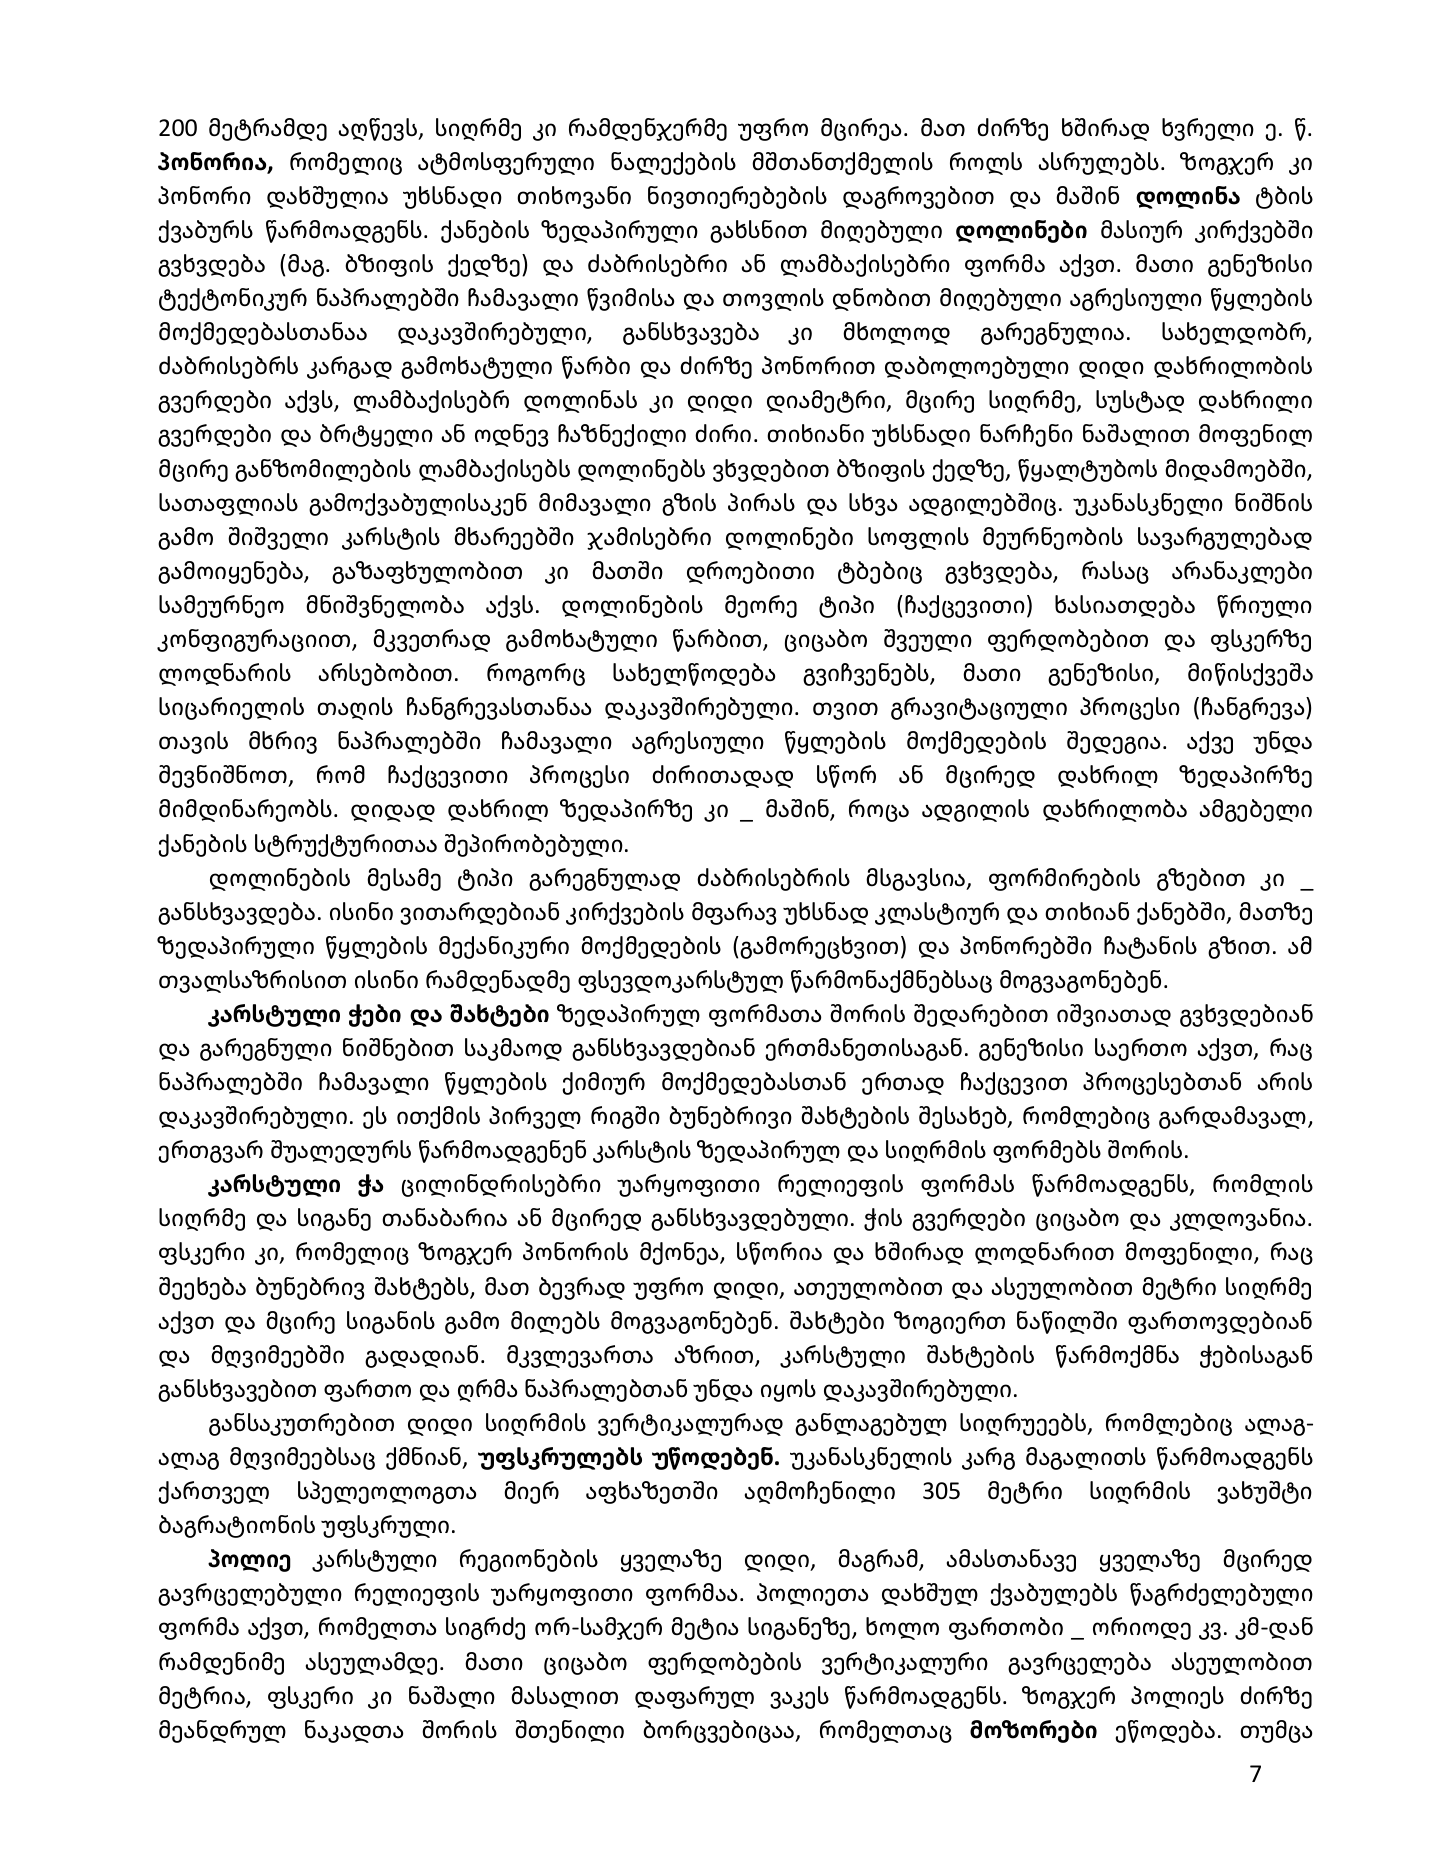 200 მეტრამდე აღწევს, სიღრმე კი რამდენჯერმე უფრო მცირეა. მათ ძირზე ხშირად ხვრელი ე. წ.
პონორია, რომელიც ატმოსფერული ნალექების მშთანთქმელის როლს ასრულებს. ზოგჯერ კი
პონორი დახშულია უხსნადი თიხოვანი ნივთიერებების დაგროვებით და მაშინ დოლინა ტბის
ქვაბურს წარმოადგენს. ქანების ზედაპირული გახსნით მიღებული დოლინები მასიურ კირქვებში
გვხვდება (მაგ. ბზიფის ქედზე) და ძაბრისებრი ან ლამბაქისებრი ფორმა აქვთ. მათი გენეზისი
ტექტონიკურ ნაპრალებში ჩამავალი წვიმისა და თოვლის დნობით მიღებული აგრესიული წყლების
მოქმედებასთანაა დაკავშირებული, განსხვავება კი მხოლოდ გარეგნულია. სახელდობრ,
ძაბრისებრს კარგად გამოხატული წარბი და ძირზე პონორით დაბოლოებული დიდი დახრილობის
გვერდები აქვს, ლამბაქისებრ დოლინას კი დიდი დიამეტრი, მცირე სიღრმე, სუსტად დახრილი
გვერდები და ბრტყელი ან ოდნევ ჩაზნექილი ძირი. თიხიანი უხსნადი ნარჩენი ნაშალით მოფენილ
მცირე განზომილების ლამბაქისებს დოლინებს ვხვდებით ბზიფის ქედზე, წყალტუბოს მიდამოებში,
სათაფლიას გამოქვაბულისაკენ მიმავალი გზის პირას და სხვა ადგილებშიც. უკანასკნელი ნიშნის
გამო შიშველი კარსტის მხარეებში ჯამისებრი დოლინები სოფლის მეურნეობის სავარგულებად
გამოიყენება, გაზაფხულობით კი მათში დროებითი ტბებიც გვხვდება, რასაც არანაკლები
სამეურნეო მნიშვნელობა აქვს. დოლინების მეორე ტიპი (ჩაქცევითი) ხასიათდება წრიული
კონფიგურაციით, მკვეთრად გამოხატული წარბით, ციცაბო შვეული ფერდობებით და ფსკერზე
ლოდნარის არსებობით. როგორც სახელწოდება გვიჩვენებს, მათი გენეზისი, მიწისქვეშა
სიცარიელის თაღის ჩანგრევასთანაა დაკავშირებული. თვით გრავიტაციული პროცესი (ჩანგრევა)
თავის მხრივ ნაპრალებში ჩამავალი აგრესიული წყლების მოქმედების შედეგია. აქვე უნდა
შევნიშნოთ, რომ ჩაქცევითი პროცესი ძირითადად სწორ ან მცირედ დახრილ ზედაპირზე
მიმდინარეობს. დიდად დახრილ ზედაპირზე კი _ მაშინ, როცა ადგილის დახრილობა ამგებელი
ქანების სტრუქტურითაა შეპირობებული.
დოლინების მესამე ტიპი გარეგნულად ძაბრისებრის მსგავსია, ფორმირების გზებით კი _
განსხვავდება. ისინი ვითარდებიან კირქვების მფარავ უხსნად კლასტიურ და თიხიან ქანებში, მათზე
ზედაპირული წყლების მექანიკური მოქმედების (გამორეცხვით) და პონორებში ჩატანის გზით. ამ
თვალსაზრისით ისინი რამდენადმე ფსევდოკარსტულ წარმონაქმნებსაც მოგვაგონებენ.
კარსტული ჭები და შახტები ზედაპირულ ფორმათა შორის შედარებით იშვიათად გვხვდებიან
და გარეგნული ნიშნებით საკმაოდ განსხვავდებიან ერთმანეთისაგან. გენეზისი საერთო აქვთ, რაც
ნაპრალებში ჩამავალი წყლების ქიმიურ მოქმედებასთან ერთად ჩაქცევით პროცესებთან არის
დაკავშირებული. ეს ითქმის პირველ რიგში ბუნებრივი შახტების შესახებ, რომლებიც გარდამავალ,
ერთგვარ შუალედურს წარმოადგენენ კარსტის ზედაპირულ და სიღრმის ფორმებს შორის.
კარსტული ჭა ცილინდრისებრი უარყოფითი რელიეფის ფორმას წარმოადგენს, რომლის
სიღრმე და სიგანე თანაბარია ან მცირედ განსხვავდებული. ჭის გვერდები ციცაბო და კლდოვანია.
ფსკერი კი, რომელიც ზოგჯერ პონორის მქონეა, სწორია და ხშირად ლოდნარით მოფენილი, რაც
შეეხება ბუნებრივ შახტებს, მათ ბევრად უფრო დიდი, ათეულობით და ასეულობით მეტრი სიღრმე
აქვთ და მცირე სიგანის გამო მილებს მოგვაგონებენ. შახტები ზოგიერთ ნაწილში ფართოვდებიან
და მღვიმეებში გადადიან. მკვლევართა აზრით, კარსტული შახტების წარმოქმნა ჭებისაგან
განსხვავებით ფართო და ღრმა ნაპრალებთან უნდა იყოს დაკავშირებული.
განსაკუთრებით დიდი სიღრმის ვერტიკალურად განლაგებულ სიღრუეებს, რომლებიც ალაგ-
ალაგ მღვიმეებსაც ქმნიან, უფსკრულებს უწოდებენ. უკანასკნელის კარგ მაგალითს წარმოადგენს
ქართველ სპელეოლოგთა მიერ აფხაზეთში აღმოჩენილი 305 მეტრი სიღრმის ვახუშტი
ბაგრატიონის უფსკრული.
პოლიე კარსტული რეგიონების ყველაზე დიდი, მაგრამ, ამასთანავე ყველაზე მცირედ
გავრცელებული რელიეფის უარყოფითი ფორმაა. პოლიეთა დახშულ ქვაბულებს წაგრძელებული
ფორმა აქვთ, რომელთა სიგრძე ორ-სამჯერ მეტია სიგანეზე, ხოლო ფართობი _ ორიოდე კვ. კმ-დან
რამდენიმე ასეულამდე. მათი ციცაბო ფერდობების ვერტიკალური გავრცელება ასეულობით
მეტრია, ფსკერი კი ნაშალი მასალით დაფარულ ვაკეს წარმოადგენს. ზოგჯერ პოლიეს ძირზე
მეანდრულ ნაკადთა შორის შთენილი ბორცვებიცაა, რომელთაც მოზორები ეწოდება. თუმცა
7